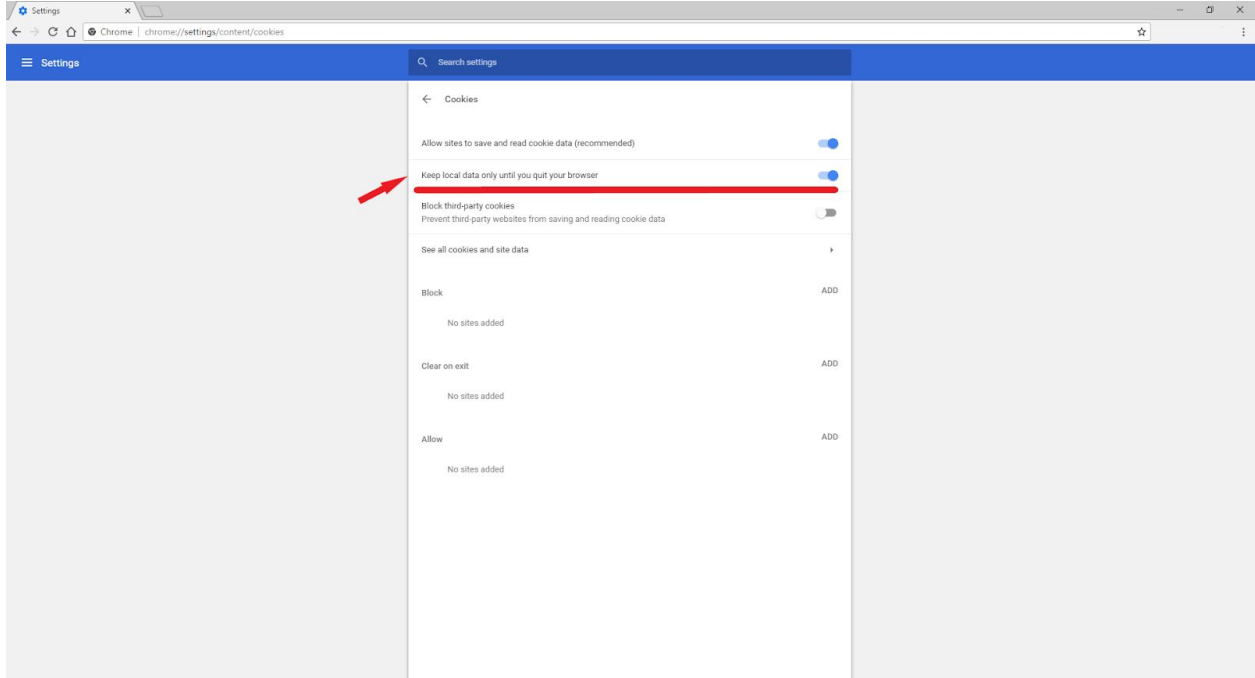 Settings
Chrome | chrome://settings/content/cookies
Settings
Search settings
Cookies
Allow sites to save and read cookie data (recommended)
Keep local data only until you quit your browser
Block third-party cookies
Prevent third-party websites from saving and reading cookie data
See all cookies and site data
Block ADD
No sites added
Clear on exit ADD
No sites added
Allow ADD
No sites added